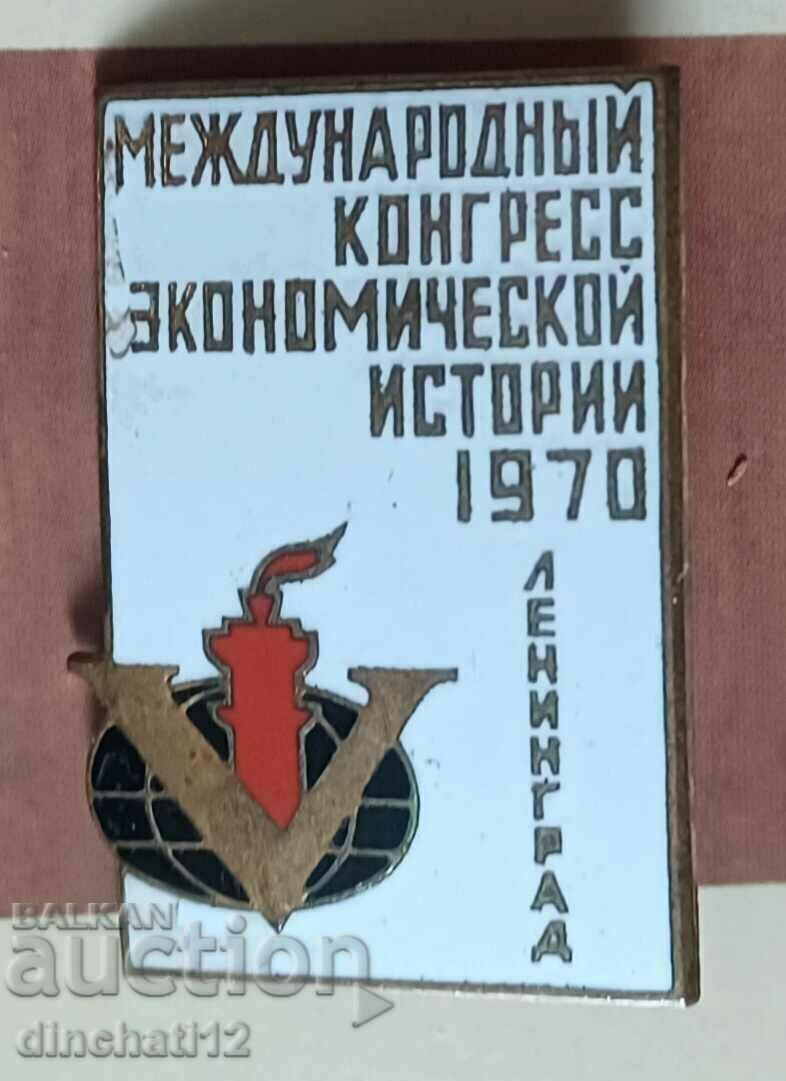 МЕЖДУНАРОДНЫЙ
КОНГРЕСС
ЭКОНОМИЧЕСКОЙ
ИСТОРИИ
1970
ЛЕНИНГРАД
V
BALKAN
auction
dinchati12